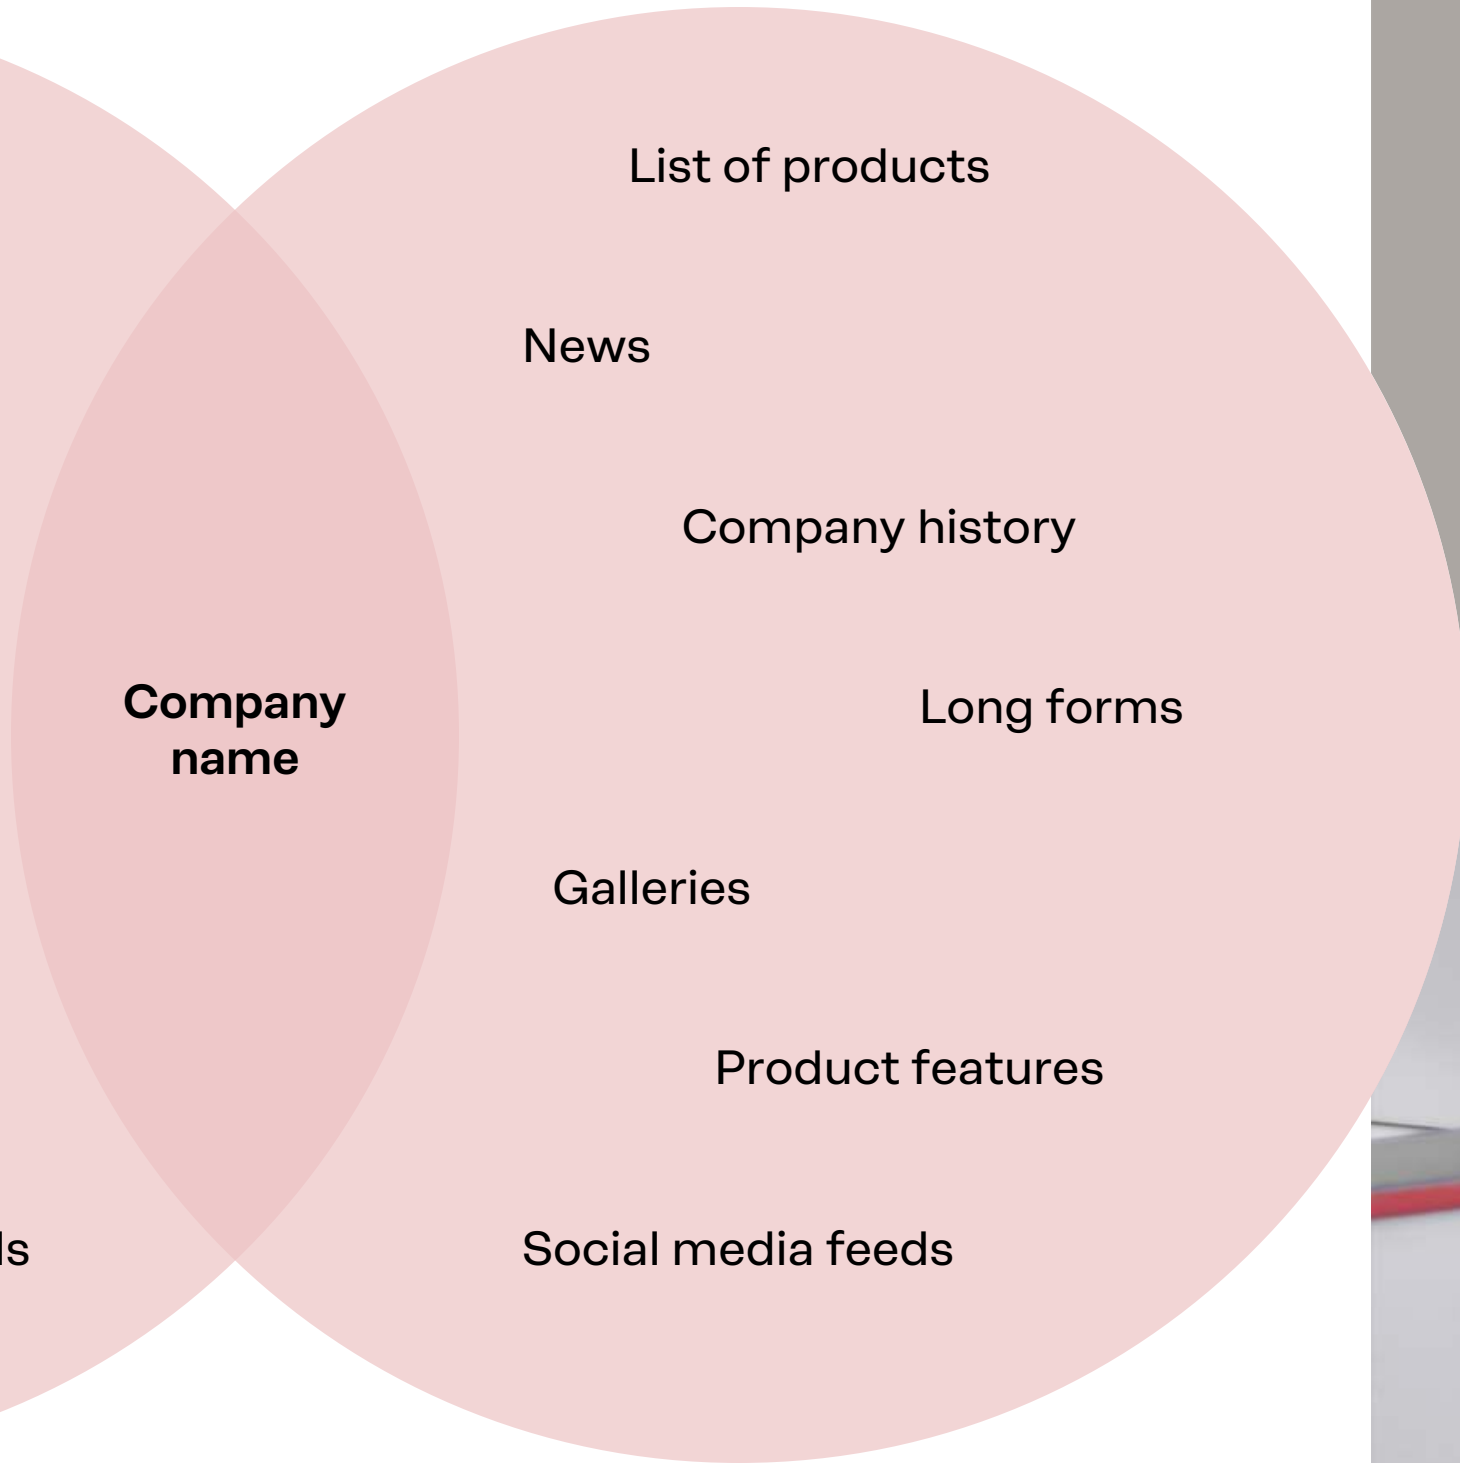 List of products
News
Company history
Company
name
Long forms
Galleries
Product features
Social media feeds